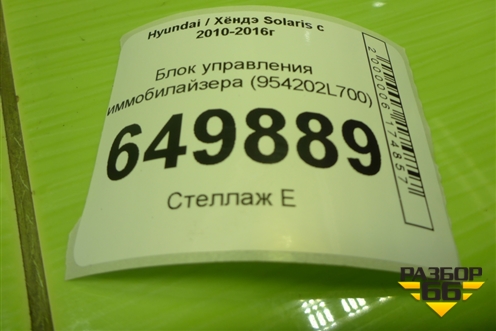 Hyundai / Хёндэ Solaris с
2010-2016г
Блок управления
иммобилайзера (954202L700)
649889
Стеллаж Е
2000006174857
РАЗБОР
66